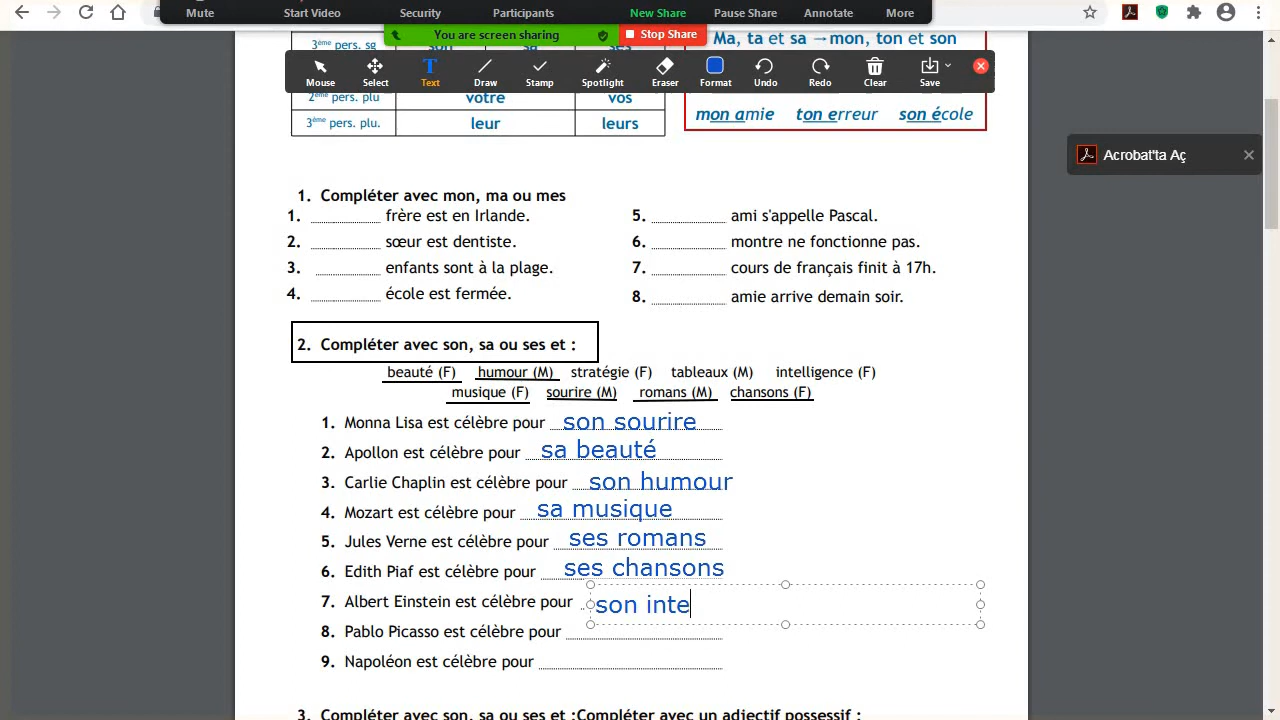 Mute Start Video Security Participants New Share Pause Share Annotate More
You are screen sharing Stop Share
3ème pers. sg son sa ses
Ma, ta et sa →mon, ton et son
Mouse Select Text Draw Stamp Spotlight Eraser Format Undo Redo Clear Save
2ème pers. plu votre vos
mon amie ton erreur son école
3ème pers. plu. leur leurs
Acrobat'ta Aç
1. Compléter avec mon, ma ou mes
1. frère est en Irlande.
2. sœur est dentiste.
3. enfants sont à la plage.
4. école est fermée.
5. ami s'appelle Pascal.
6. montre ne fonctionne pas.
7. cours de français finit à 17h.
8. amie arrive demain soir.
2. Compléter avec son, sa ou ses et :
beauté (F) humour (M) stratégie (F) tableaux (M) intelligence (F)
musique (F) sourire (M) romans (M) chansons (F)
1. Monna Lisa est célèbre pour son sourire
2. Apollon est célèbre pour sa beauté
3. Carlie Chaplin est célèbre pour son humour
4. Mozart est célèbre pour sa musique
5. Jules Verne est célèbre pour ses romans
6. Edith Piaf est célèbre pour ses chansons
7. Albert Einstein est célèbre pour son inte
8. Pablo Picasso est célèbre pour
9. Napoléon est célèbre pour
3. Compléter avec son, sa ou ses et :Compléter avec un adjectif possessif :